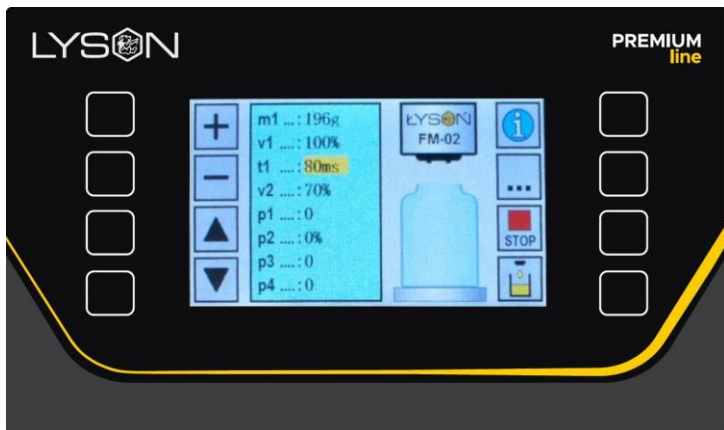 LYSON
PREMIUM
line
+
−
m1 ...: 196g
v1 ....: 100%
t1 ....: 80ms
v2 ....: 70%
p1 ....: 0
p2 ....: 0%
p3 ....: 0
p4 ....: 0
ŁYSOŃ
FM-02
i
...
STOP